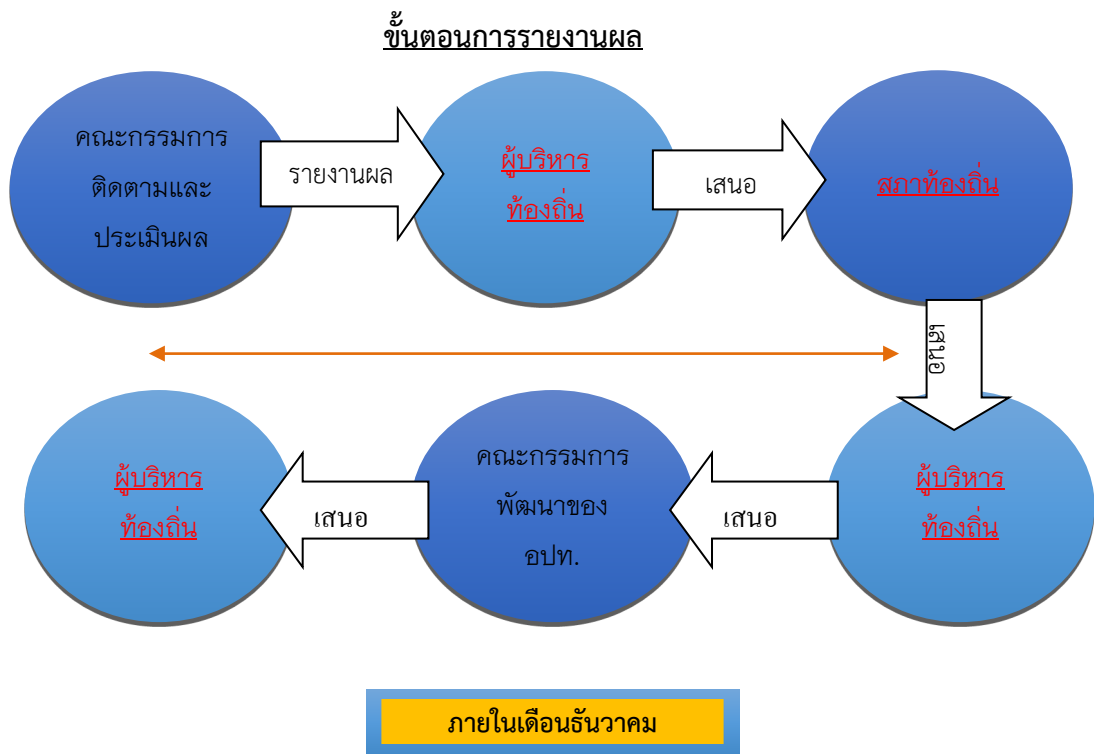 ขั้นตอนการรายงานผล
คณะกรรมการ
ติดตามและ
ประเมินผล
รายงานผล
ผู้บริหาร
ท้องถิ่น
เสนอ
สภาท้องถิ่น
เสนอ
ผู้บริหาร
ท้องถิ่น
เสนอ
คณะกรรมการ
พัฒนาของ
อปท.
เสนอ
ผู้บริหาร
ท้องถิ่น
ภายในเดือนธันวาคม